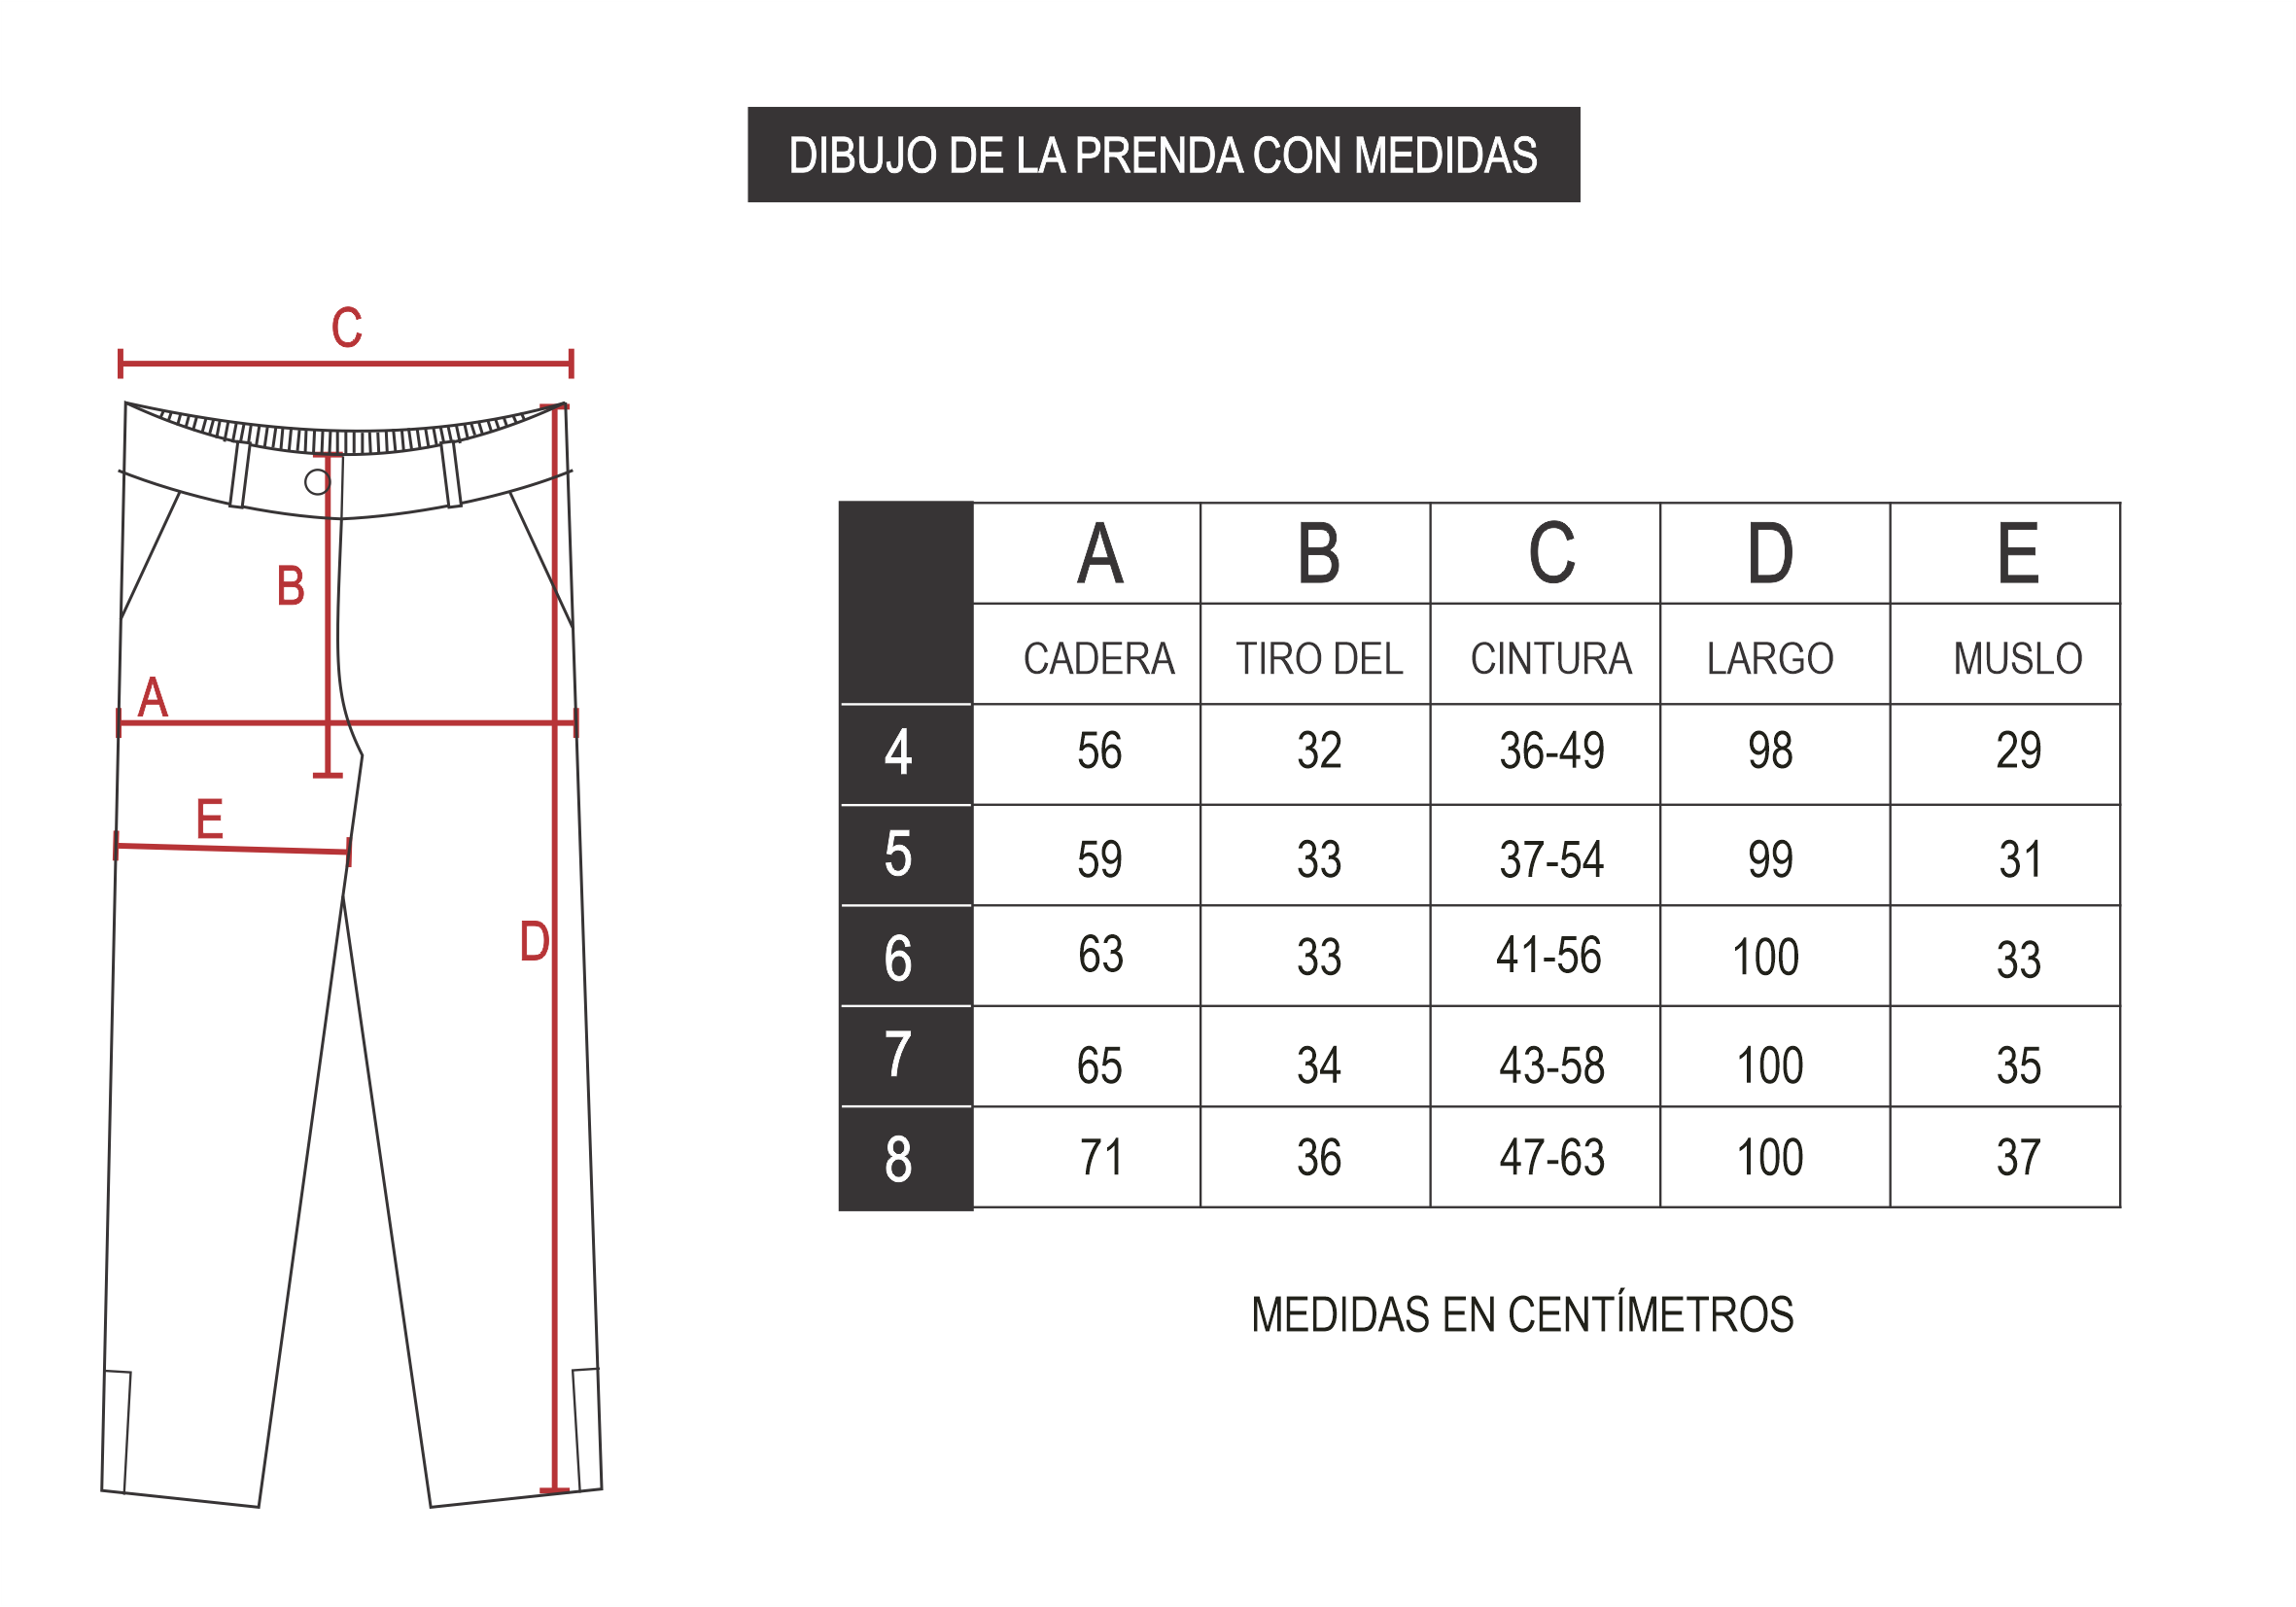 DIBUJO DE LA PRENDA CON MEDIDAS
C
B
A
E
D
A B C D E
CADERA TIRO DEL CINTURA LARGO MUSLO
4 56 32 36-49 98 29
5 59 33 37-54 99 31
6 63 33 41-56 100 33
7 65 34 43-58 100 35
8 71 36 47-63 100 37
MEDIDAS EN CENTÍMETROS